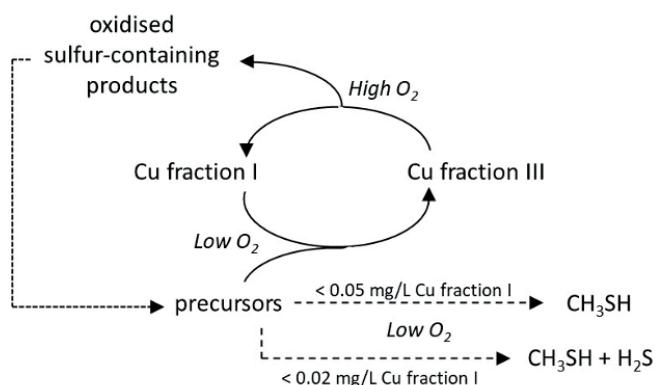 oxidised
sulfur-containing
products
High O₂
Cu fraction I
Cu fraction III
Low O₂
precursors
< 0.05 mg/L Cu fraction I
CH₃SH
Low O₂
CH₃SH + H₂S
< 0.02 mg/L Cu fraction I